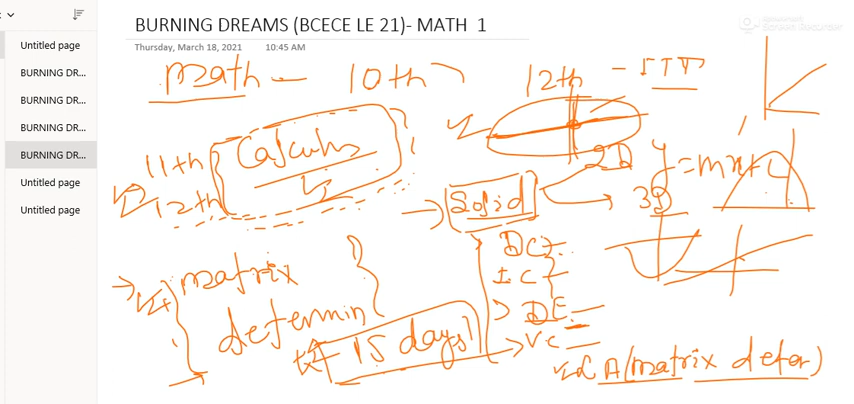 BURNING DREAMS (BCECE LE 21)- MATH 1
Thursday, March 18, 2021 10:45 AM
Untitled page
BURNING DR...
BURNING DR...
BURNING DR...
BURNING DR...
Untitled page
Untitled page
math - 10th 12th - IIT
11th Calculus
12th
2D y=mx+c
Solid 3D
matrix
determin
15 days
DC
IC
DE
VC
LA (matrix deter)